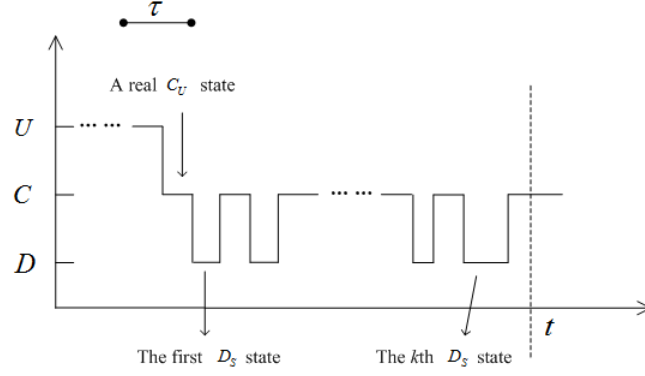 τ
A real C_U state
U
... ...
C
... ...
D
t
The first D_S state
The kth D_S state